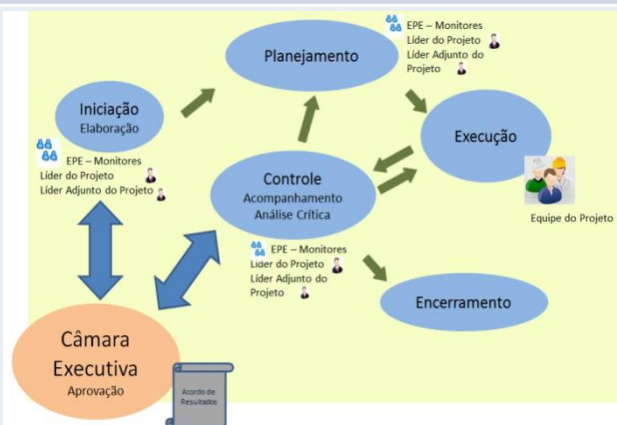 Planejamento
EPE – Monitores
Líder do Projeto
Líder Adjunto do
Projeto
Iniciação
Elaboração
EPE – Monitores
Líder do Projeto
Líder Adjunto do Projeto
Execução
Equipe do Projeto
Controle
Acompanhamento
Análise Crítica
EPE – Monitores
Líder do Projeto
Líder Adjunto do
Projeto
Encerramento
Câmara
Executiva
Aprovação
Acordo de
Resultados